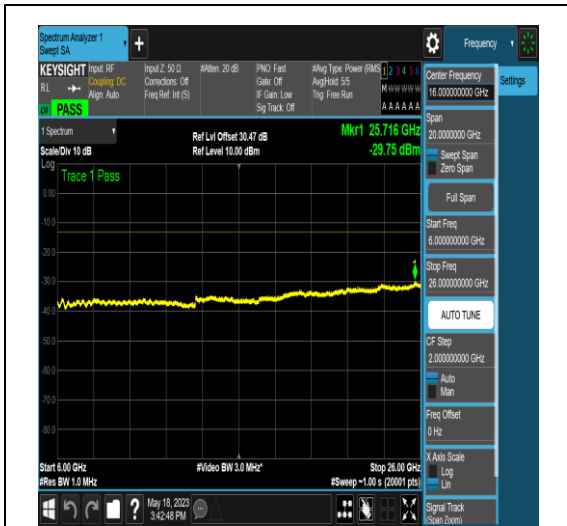 Spectrum Analyzer 1
Swept SA
+
Frequency
KEYSIGHT
Input: RF
Coupling: DC
Align: Auto
RL
PASS
Input Z: 50 Ω
Corrections: Off
Freq Ref: Int (S)
#Atten: 20 dB
PNO: Fast
Gate: Off
IF Gain: Low
Sig Track: Off
#Avg Type: Power (RMS
Avg|Hold: 5/5
Trig: Free Run
1 2 3 4 5 6
M W W W W W
A A A A A A
1 Spectrum
Scale/Div 10 dB
Ref Lvl Offset 30.47 dB
Ref Level 10.00 dBm
Mkr1 25.716 GHz
-29.75 dBm
Log
Trace 1 Pass
0.00
-10.0
-20.0
-30.0
-40.0
-50.0
-60.0
-70.0
-80.0
Start 6.00 GHz
#Res BW 1.0 MHz
#Video BW 3.0 MHz*
Stop 26.00 GHz
#Sweep ~1.00 s (20001 pts)
Center Frequency
16.000000000 GHz
Settings
Span
20.0000000 GHz
Swept Span
Zero Span
Full Span
Start Freq
6.000000000 GHz
Stop Freq
26.000000000 GHz
AUTO TUNE
CF Step
2.000000000 GHz
Auto
Man
Freq Offset
0 Hz
X Axis Scale
Log
Lin
Signal Track
(Span Zoom)
?
May 18, 2023
3:42:48 PM